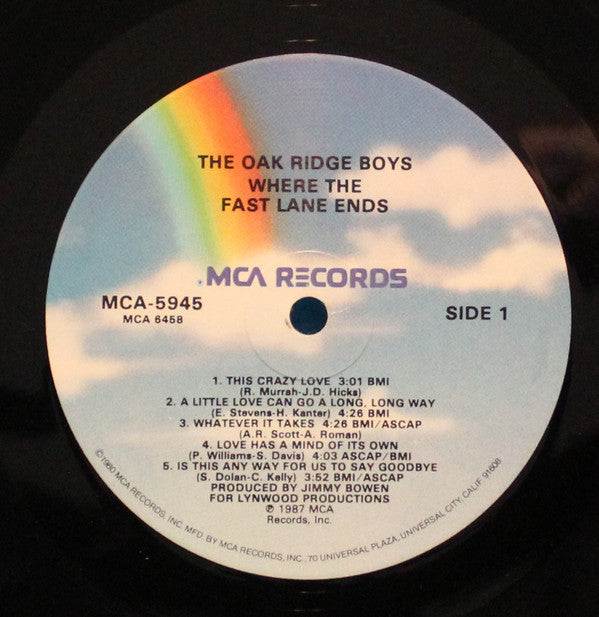 THE OAK RIDGE BOYS
WHERE THE
FAST LANE ENDS
MCA RECORDS
MCA-5945
MCA 6458
SIDE 1
1. THIS CRAZY LOVE 3:01 BMI
(R. Murrah-J.D. Hicks)
2. A LITTLE LOVE CAN GO A LONG, LONG WAY
(E. Stevens-H. Kanter) 4:26 BMI
3. WHATEVER IT TAKES 4:26 BMI/ASCAP
(A.R. Scott-A. Roman)
4. LOVE HAS A MIND OF ITS OWN
(P. Williams-S. Davis) 4:03 ASCAP/BMI
5. IS THIS ANY WAY FOR US TO SAY GOODBYE
(S. Dolan-C. Kelly) 3:52 BMI/ASCAP
PRODUCED BY JIMMY BOWEN
FOR LYNWOOD PRODUCTIONS
℗ 1987 MCA
Records, Inc.
©1980 MCA RECORDS, INC. MFD. BY MCA RECORDS, INC., 70 UNIVERSAL PLAZA, UNIVERSAL CITY, CALIF. 91608